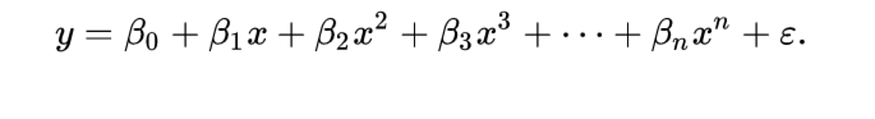 y = β₀ + β₁x + β₂x² + β₃x³ + ··· + βₙxⁿ + ε.